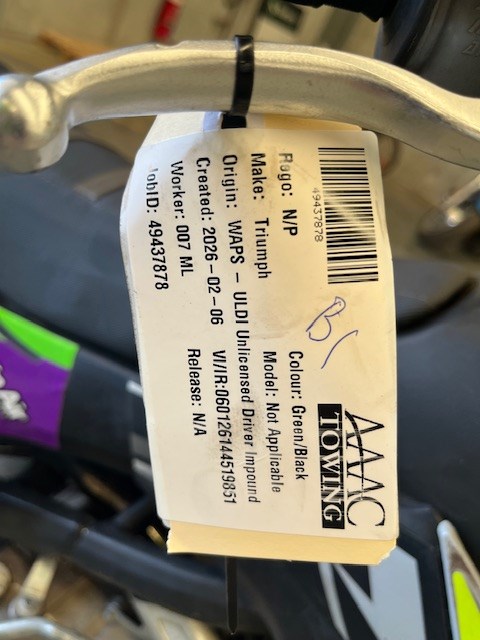 49437878
AAAC
TOWING
Rego: N/P
Colour: Green/Black
Make: Triumph
Model: Not Applicable
Origin: WAPS - ULDI Unlicensed Driver Impound
Created: 2026-02-06
VI/IR:060126144519851
Worker: 007 ML
Release: N/A
JobID: 49437878